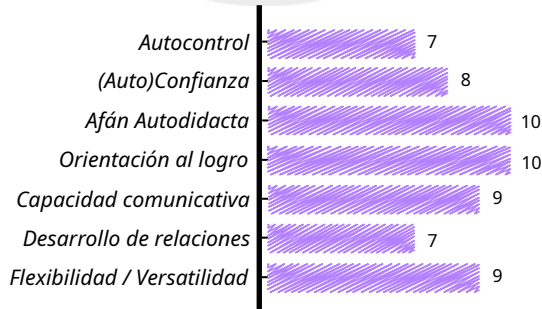 Autocontrol 7
(Auto)Confianza 8
Afán Autodidacta 10
Orientación al logro 10
Capacidad comunicativa 9
Desarrollo de relaciones 7
Flexibilidad / Versatilidad 9